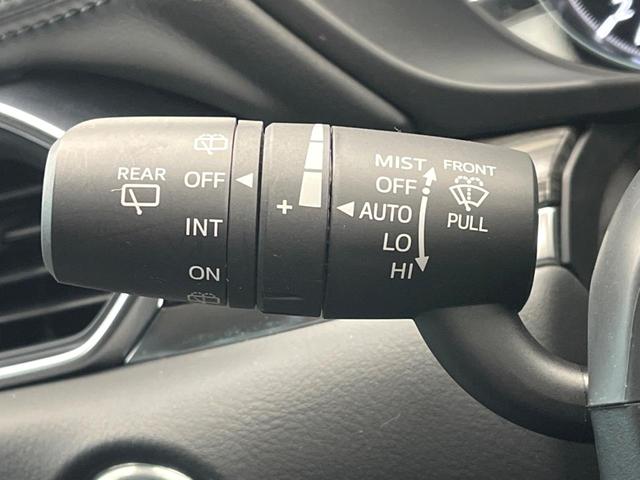 REAR
OFF
INT
ON
+
MIST
OFF
AUTO
LO
HI
FRONT
PULL